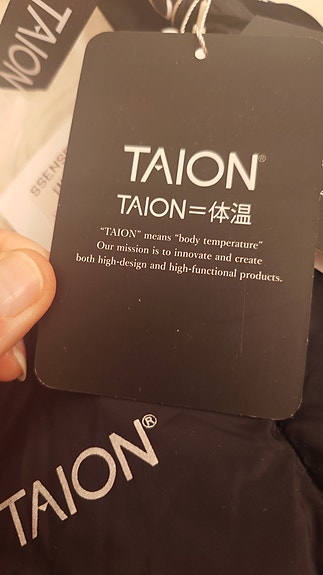 TAION
TAION®
TAION=体温
"TAION" means "body temperature"
Our mission is to innovate and create
both high-design and high-functional products.
TAION®